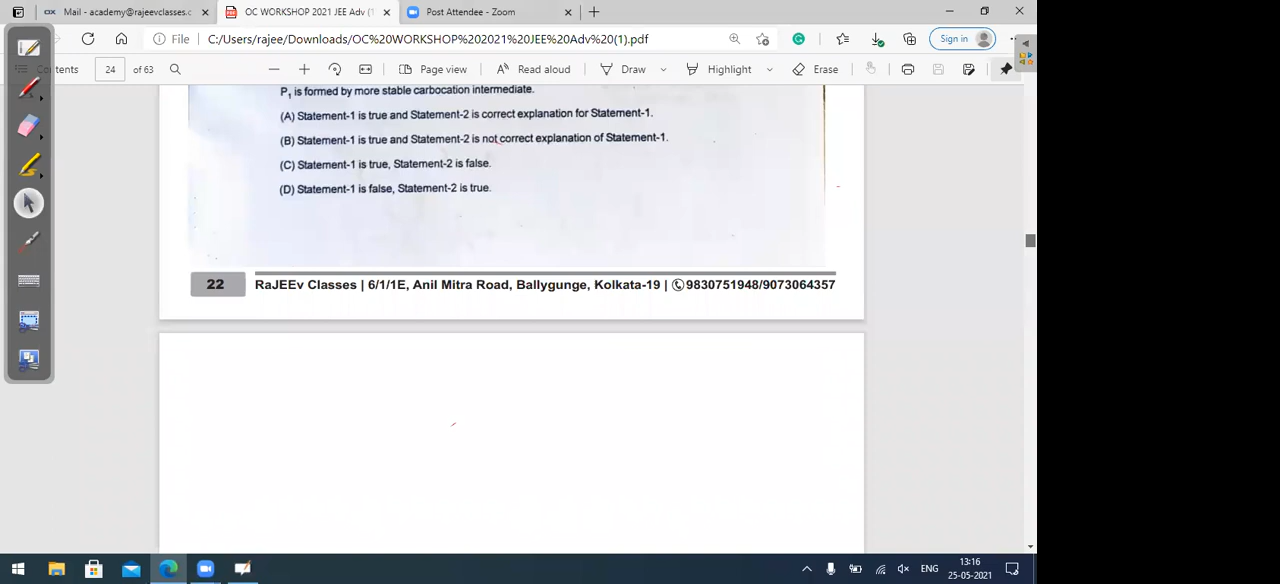 Mail - academy@rajeevclasses.c
OC WORKSHOP 2021 JEE Adv (1
Post Attendee - Zoom
File
C:/Users/rajee/Downloads/OC%20WORKSHOP%202021%20JEE%20Adv%20(1).pdf
Sign in
ntents
24
of 63
Page view
Read aloud
Draw
Highlight
Erase
P1 is formed by more stable carbocation intermediate.
(A) Statement-1 is true and Statement-2 is correct explanation for Statement-1.
(B) Statement-1 is true and Statement-2 is not correct explanation of Statement-1.
(C) Statement-1 is true, Statement-2 is false.
(D) Statement-1 is false, Statement-2 is true.
22
RaJEEv Classes | 6/1/1E, Anil Mitra Road, Ballygunge, Kolkata-19 | 9830751948/9073064357
ENG
13:16
25-05-2021